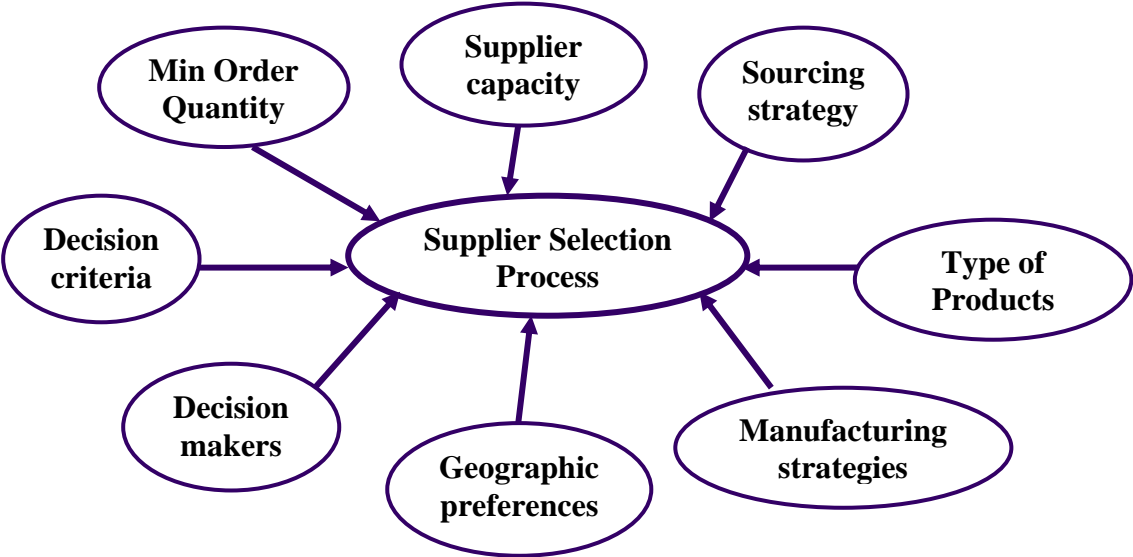 Min Order
Quantity
Supplier
capacity
Sourcing
strategy
Decision
criteria
Supplier Selection
Process
Type of
Products
Decision
makers
Geographic
preferences
Manufacturing
strategies